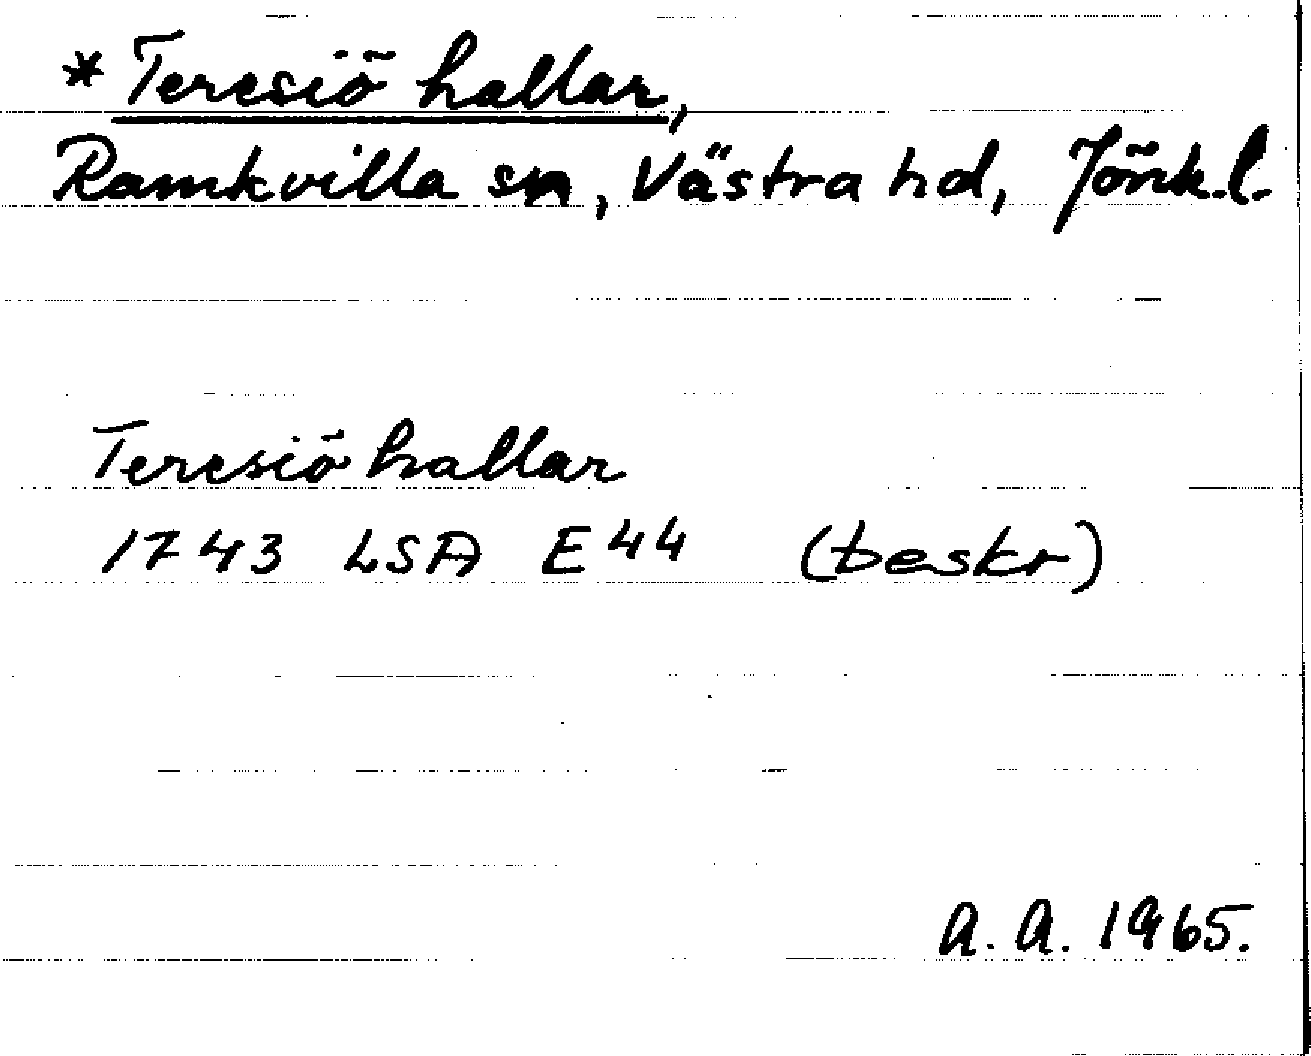 * Teresiö hallar,
Ramkvilla sn, Västra hd, Jönk.l.
Teresiö hallar
1743 LSA E44 (beskr)
A. A. 1965.